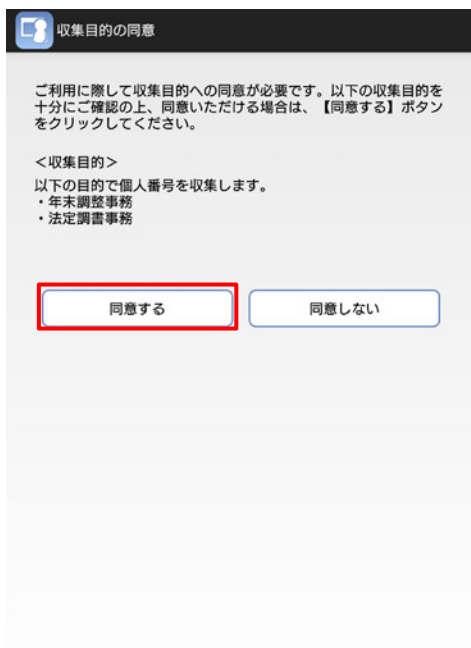 収集目的の同意
ご利用に際して収集目的への同意が必要です。以下の収集目的を
十分にご確認の上、同意いただける場合は、【同意する】ボタン
をクリックしてください。
＜収集目的＞
以下の目的で個人番号を収集します。
・年末調整事務
・法定調書事務
同意する
同意しない